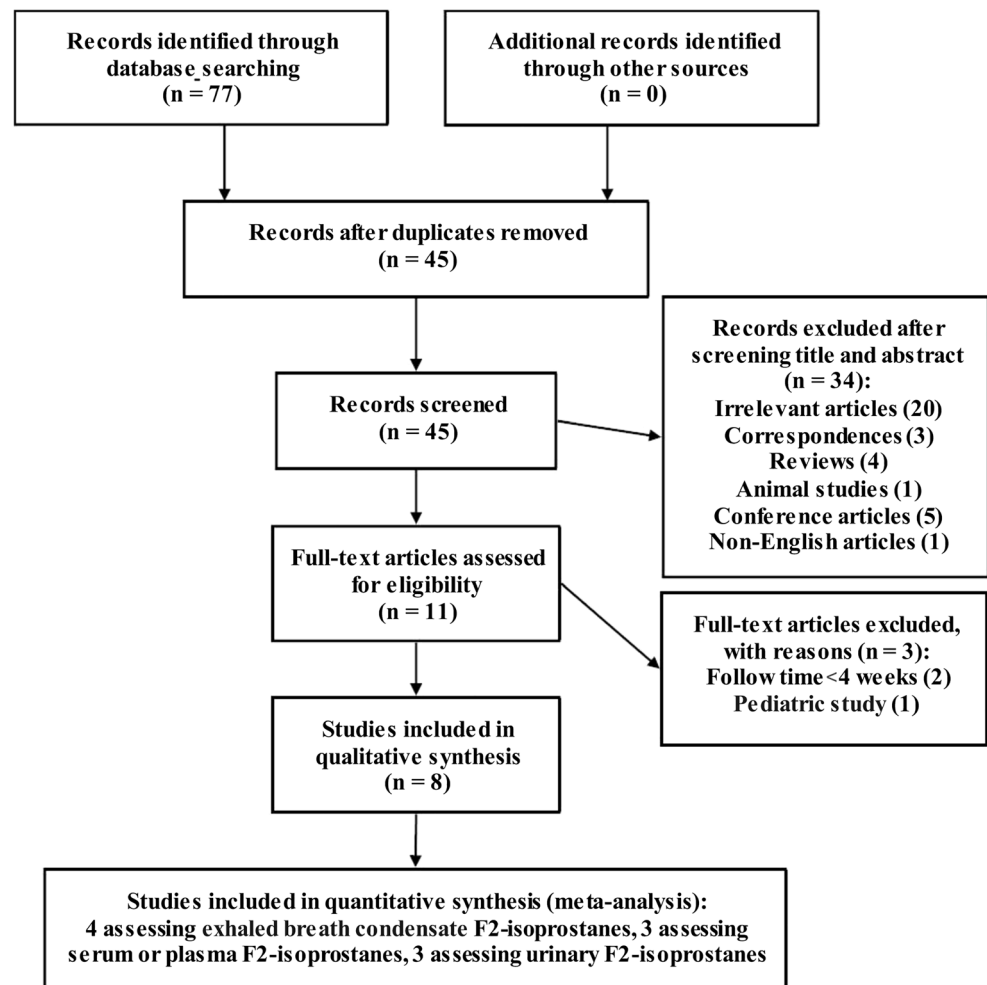 Records identified through
database searching
(n = 77)
Additional records identified
through other sources
(n = 0)
Records after duplicates removed
(n = 45)
Records screened
(n = 45)
Records excluded after
screening title and abstract
(n = 34):
Irrelevant articles (20)
Correspondences (3)
Reviews (4)
Animal studies (1)
Conference articles (5)
Non-English articles (1)
Full-text articles assessed
for eligibility
(n = 11)
Full-text articles excluded,
with reasons (n = 3):
Follow time<4 weeks (2)
Pediatric study (1)
Studies included in
qualitative synthesis
(n = 8)
Studies included in quantitative synthesis (meta-analysis):
4 assessing exhaled breath condensate F2-isoprostanes, 3 assessing
serum or plasma F2-isoprostanes, 3 assessing urinary F2-isoprostanes